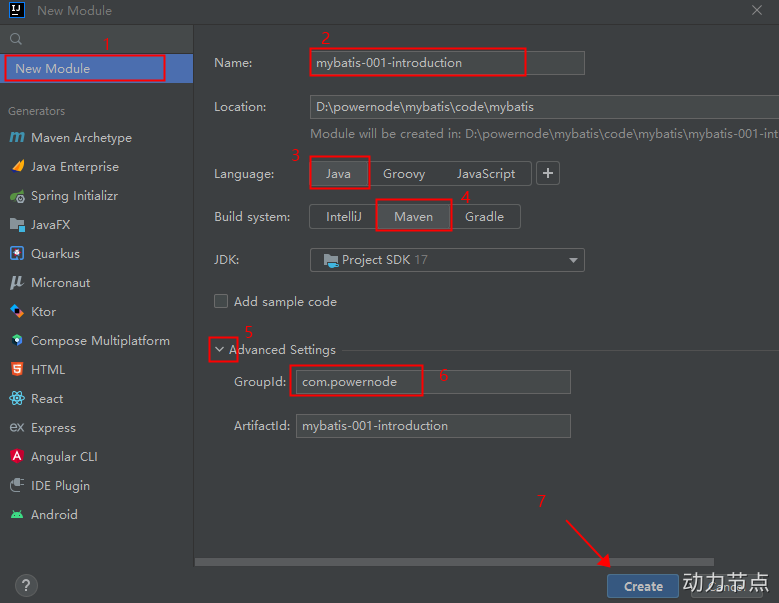 New Module
1
New Module
Generators
Maven Archetype
Java Enterprise
Spring Initializr
JavaFX
Quarkus
Micronaut
Ktor
Compose Multiplatform
HTML
React
Express
Angular CLI
IDE Plugin
Android
2
Name: mybatis-001-introduction
Location: D:\powernode\mybatis\code\mybatis
Module will be created in: D:\powernode\mybatis\code\mybatis\mybatis-001-int
3
Language: Java Groovy JavaScript +
4
Build system: IntelliJ Maven Gradle
JDK: Project SDK 17
Add sample code
5
Advanced Settings
GroupId: com.powernode 6
ArtifactId: mybatis-001-introduction
7
? Create Cancel
动力节点